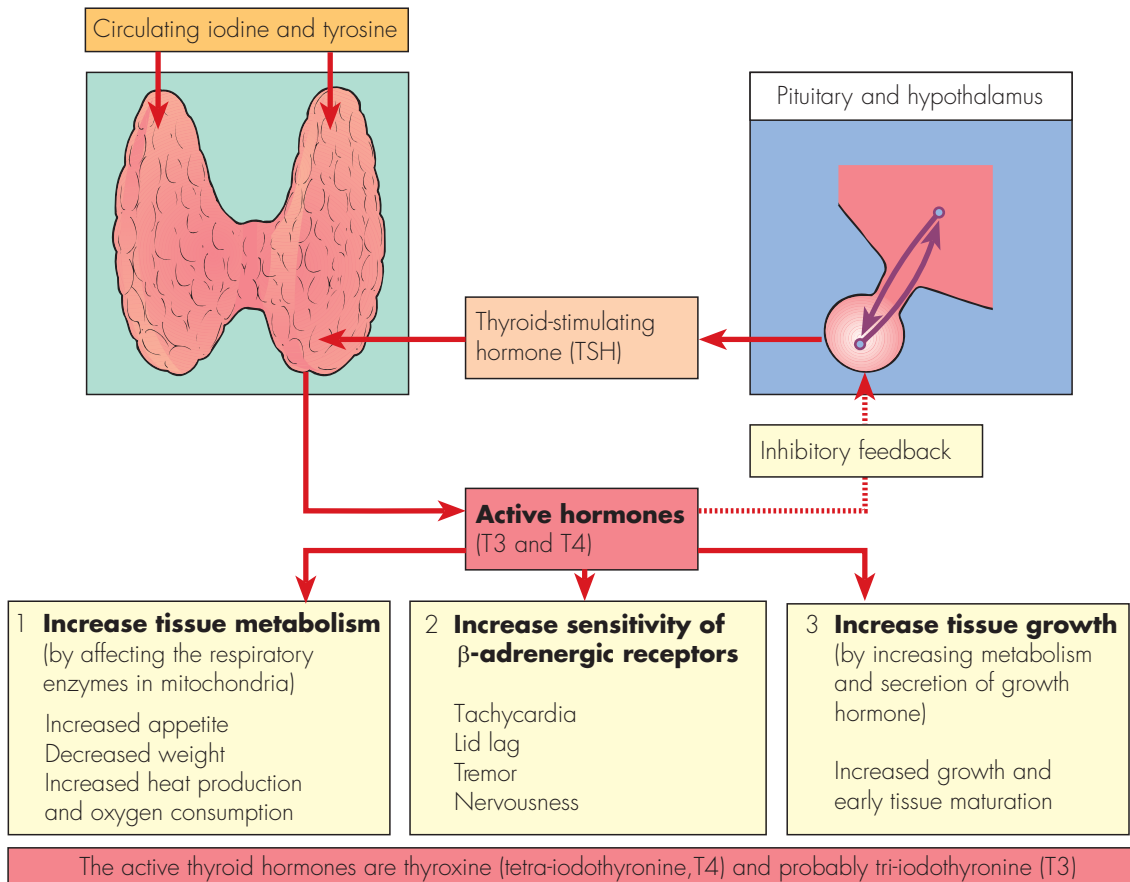 Circulating iodine and tyrosine
Pituitary and hypothalamus
Thyroid-stimulating
hormone (TSH)
Inhibitory feedback
Active hormones
(T3 and T4)
1 Increase tissue metabolism
(by affecting the respiratory
enzymes in mitochondria)
Increased appetite
Decreased weight
Increased heat production
and oxygen consumption
2 Increase sensitivity of
β-adrenergic receptors
Tachycardia
Lid lag
Tremor
Nervousness
3 Increase tissue growth
(by increasing metabolism
and secretion of growth
hormone)
Increased growth and
early tissue maturation
The active thyroid hormones are thyroxine (tetra-iodothyronine, T4) and probably tri-iodothyronine (T3)